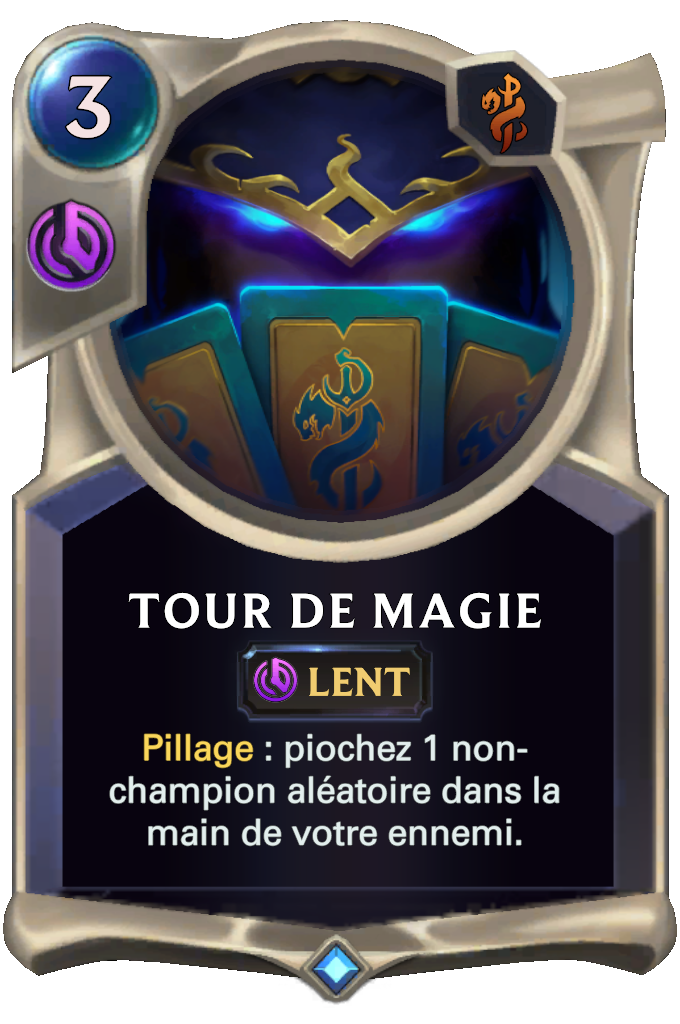 3
TOUR DE MAGIE
LENT
Pillage : piochez 1 non-
champion aléatoire dans la
main de votre ennemi.